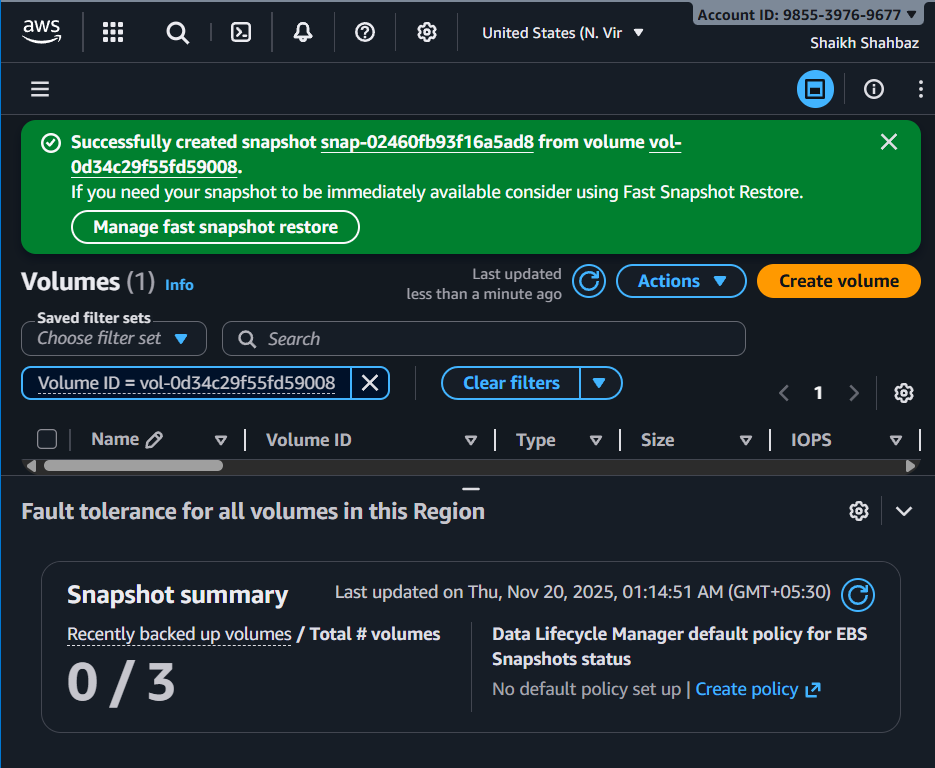 aws
United States (N. Vir
Account ID: 9855-3976-9677
Shaikh Shahbaz
Successfully created snapshot snap-02460fb93f16a5ad8 from volume vol-
0d34c29f55fd59008.
If you need your snapshot to be immediately available consider using Fast Snapshot Restore.
Manage fast snapshot restore
Volumes (1) Info
Last updated
less than a minute ago
Actions
Create volume
Saved filter sets
Choose filter set
Search
Volume ID = vol-0d34c29f55fd59008
Clear filters
1
Name
Volume ID
Type
Size
IOPS
Fault tolerance for all volumes in this Region
Snapshot summary
Last updated on Thu, Nov 20, 2025, 01:14:51 AM (GMT+05:30)
Recently backed up volumes / Total # volumes
0 / 3
Data Lifecycle Manager default policy for EBS
Snapshots status
No default policy set up | Create policy